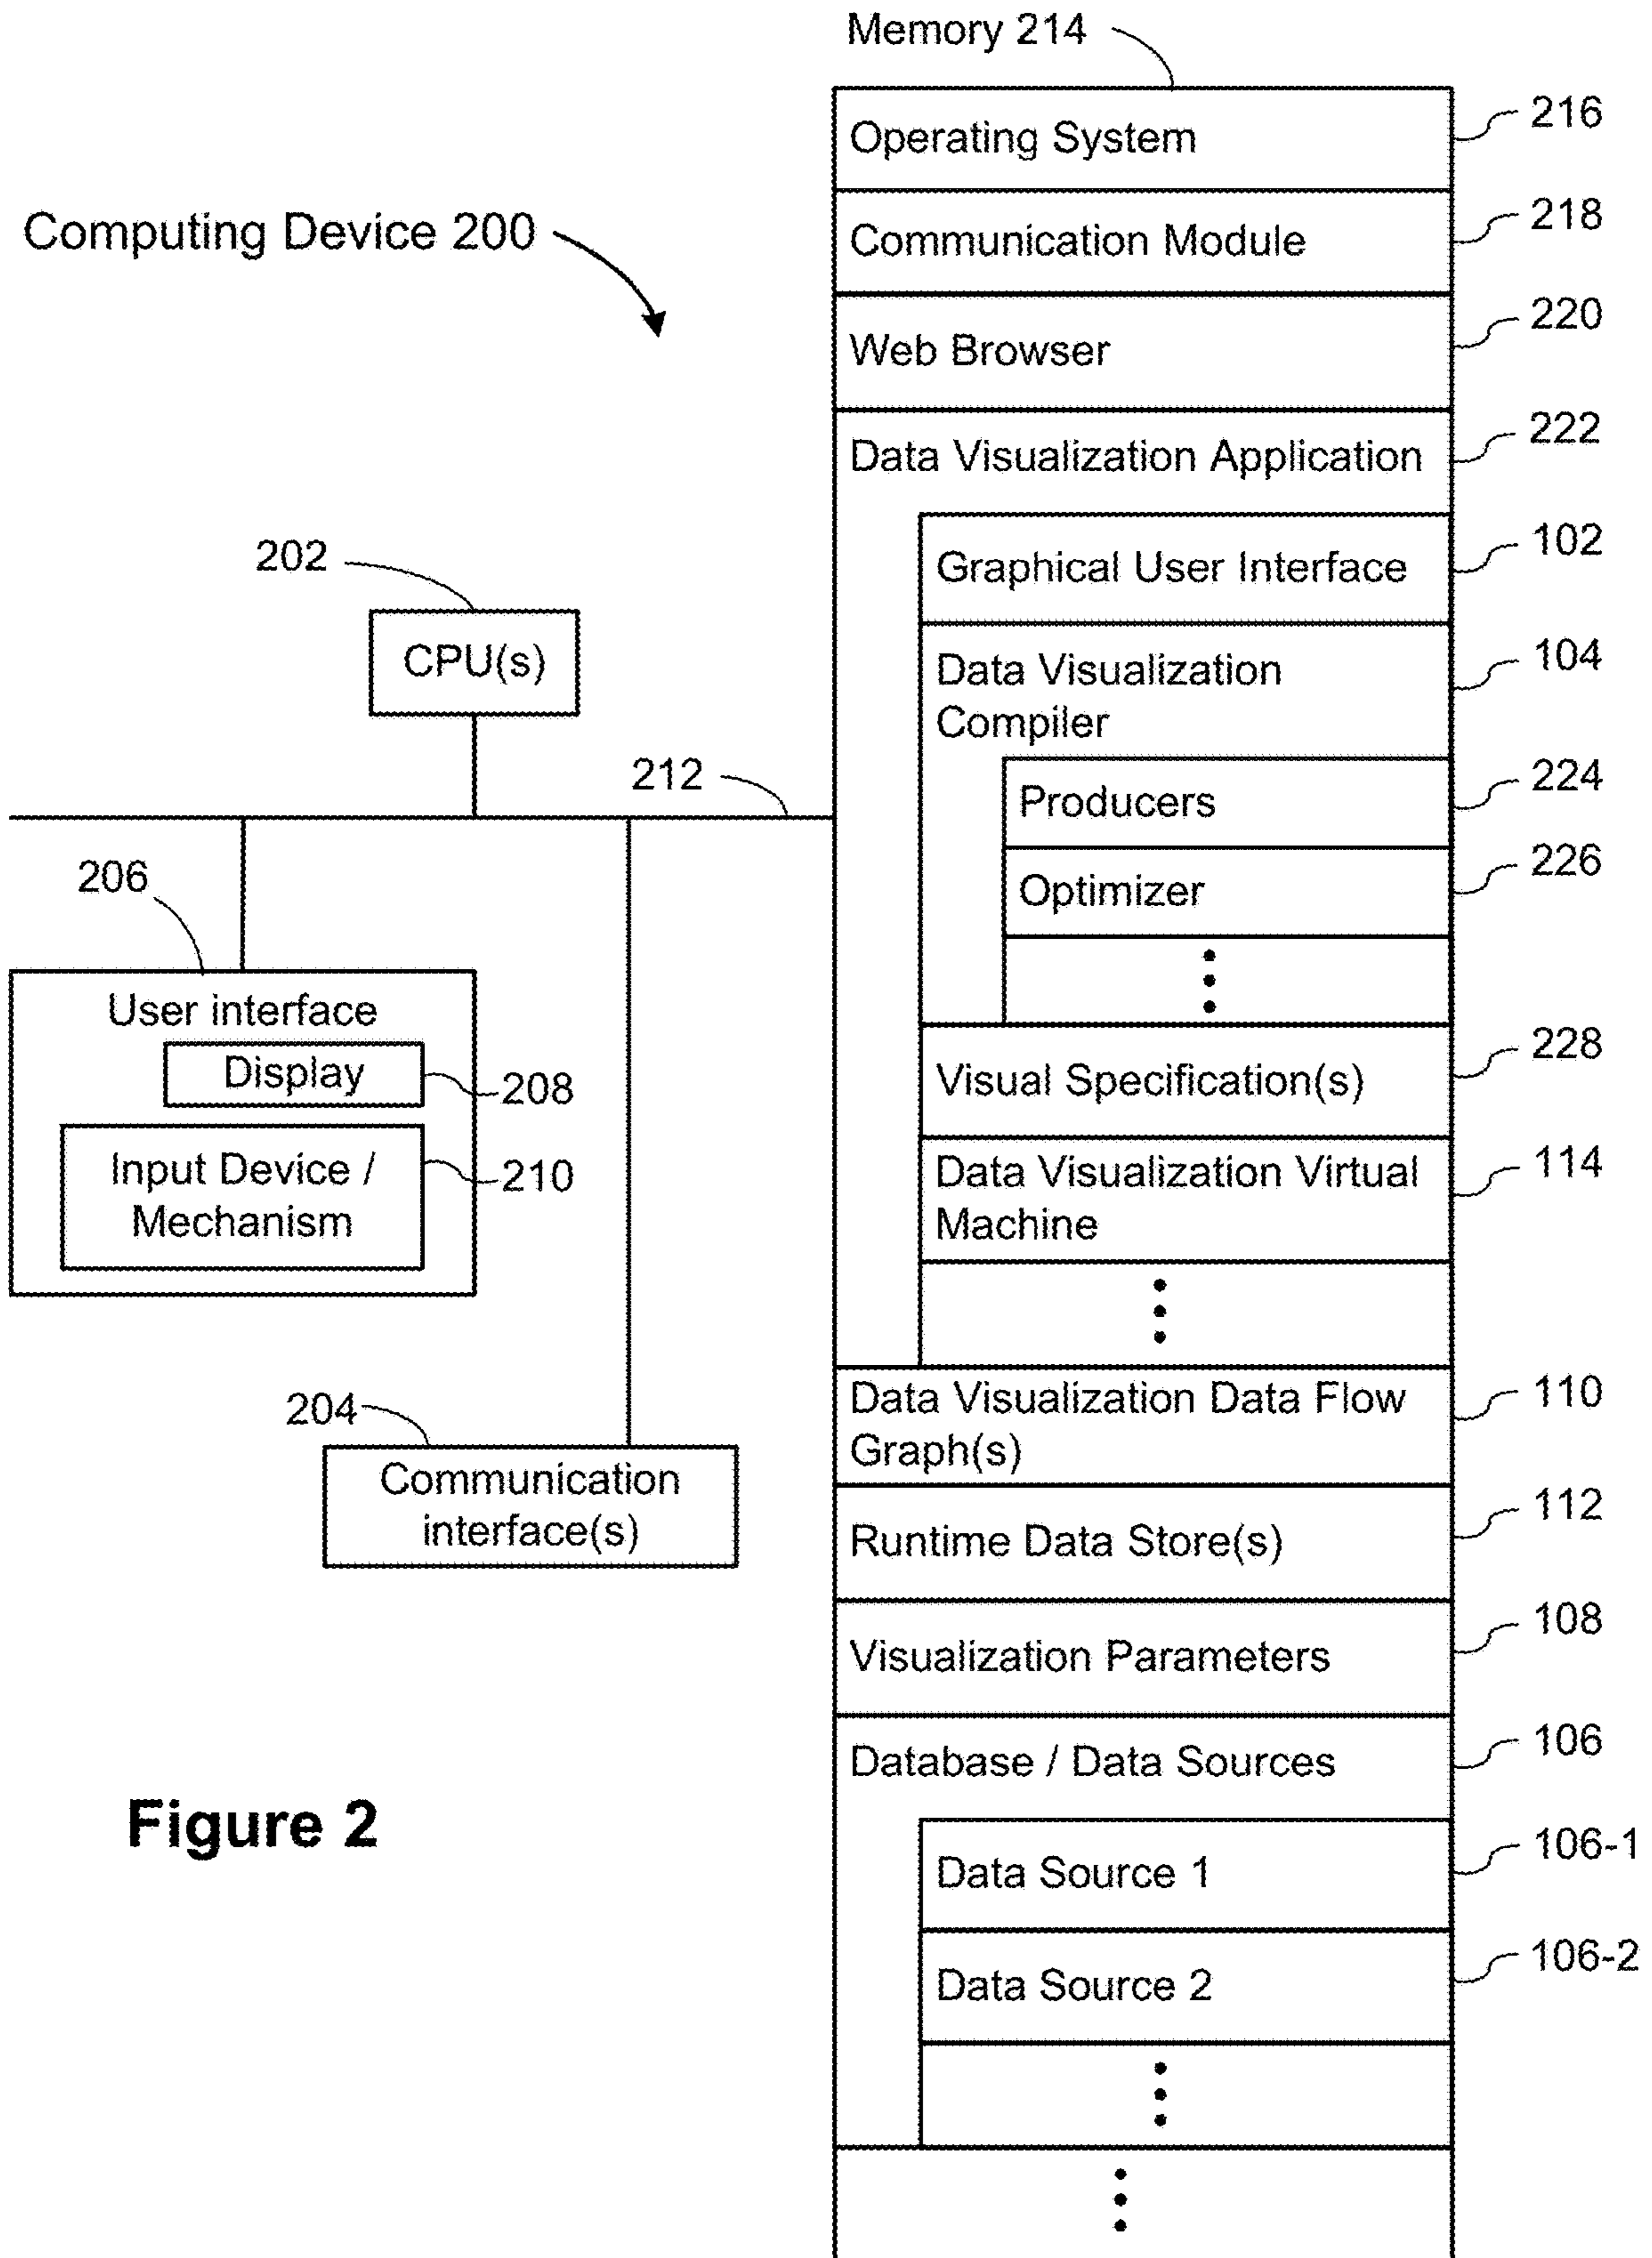 Memory 214
216
Operating System
218
Computing Device 200
Communication Module
220
Web Browser
222
Data Visualization Application
102
202
Graphical User Interface
104
CPU(s)
Data Visualization
Compiler
212
224
Producers
206
226
Optimizer
User interface
228
Display
208
Visual Specification(s)
Input Device /
Mechanism
210
114
Data Visualization Virtual
Machine
204
110
Data Visualization Data Flow
Graph(s)
Communication
interface(s)
112
Runtime Data Store(s)
108
Visualization Parameters
106
Database / Data Sources
Figure 2
106-1
Data Source 1
106-2
Data Source 2